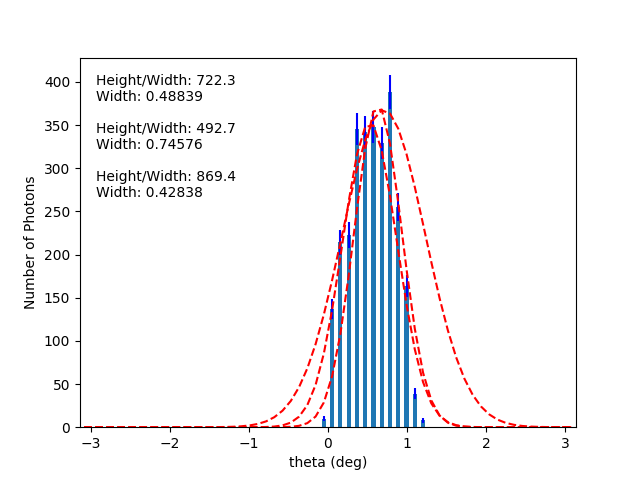 Height/Width: 722.3
Width: 0.48839
Height/Width: 492.7
Width: 0.74576
Height/Width: 869.4
Width: 0.42838
Number of Photons
400
350
300
250
200
150
100
50
0
−3
−2
−1
0
1
2
3
theta (deg)